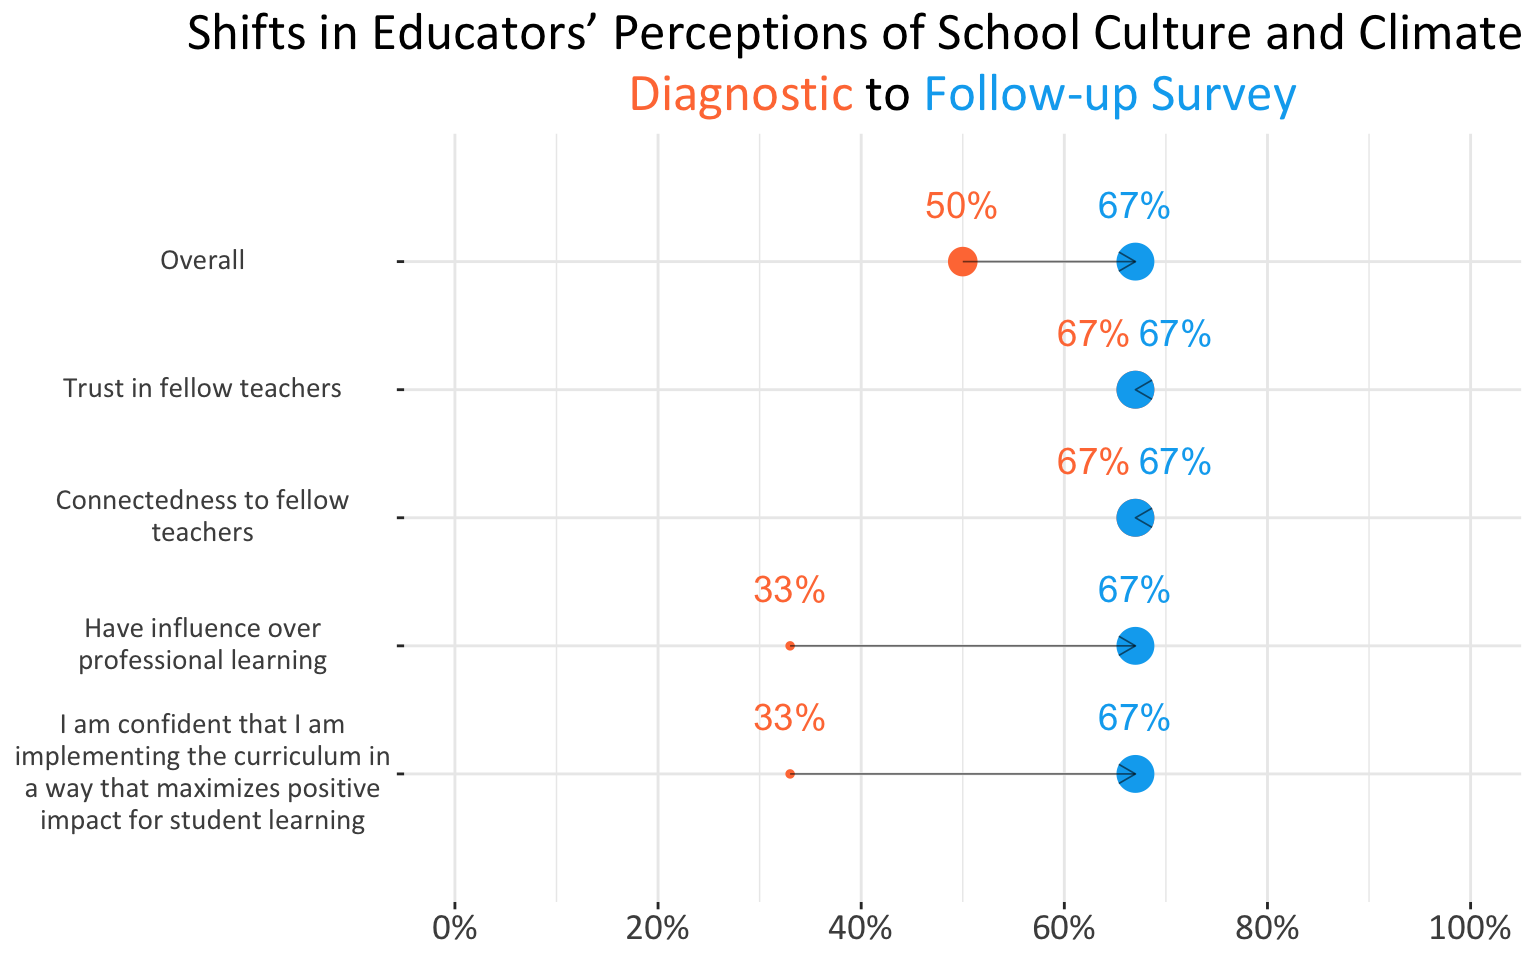 Shifts in Educators’ Perceptions of School Culture and Climate
Diagnostic to Follow-up Survey
50% 67%
Overall
67% 67%
Trust in fellow teachers
67% 67%
Connectedness to fellow
teachers
33% 67%
Have influence over
professional learning
33% 67%
I am confident that I am
implementing the curriculum in
a way that maximizes positive
impact for student learning
0% 20% 40% 60% 80% 100%